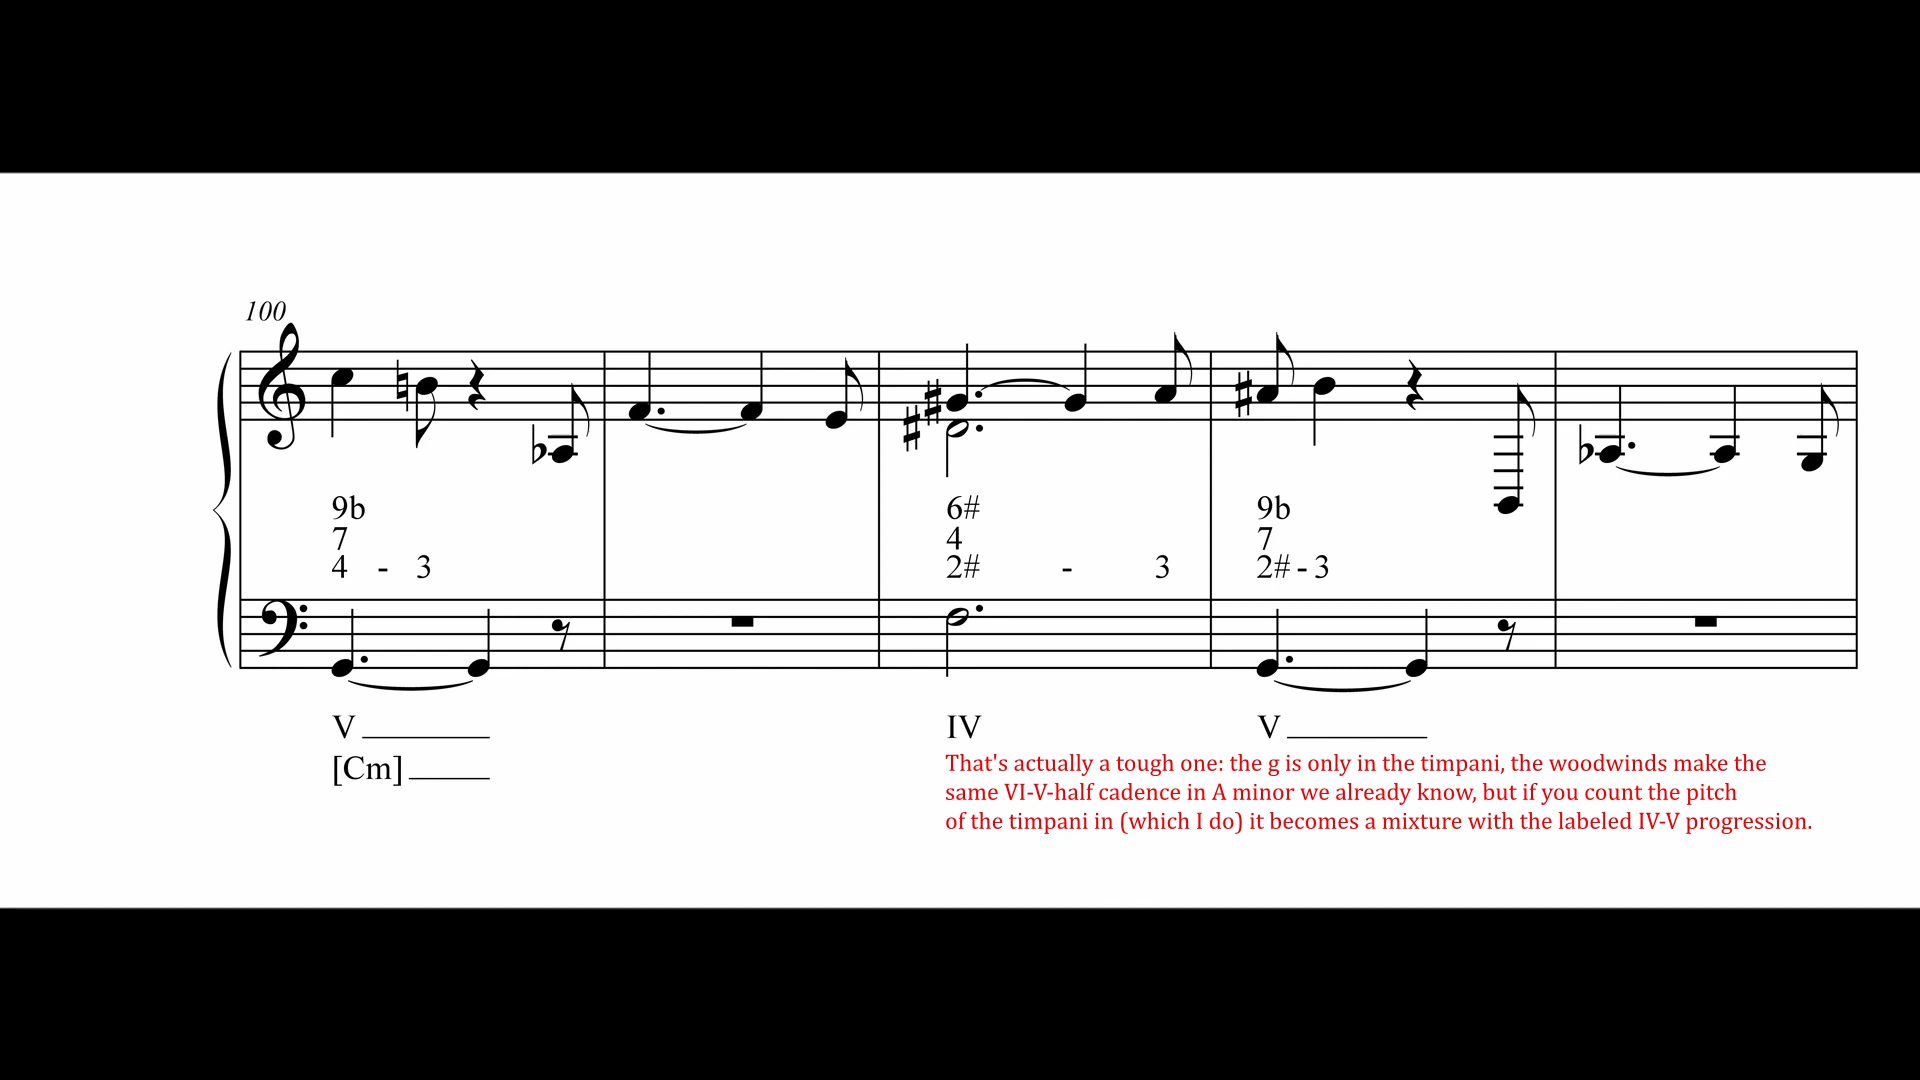 100
9b 6# 9b
7 4 7
4 - 3 2# - 3 2# - 3
V IV V
[Cm]
That's actually a tough one: the g is only in the timpani, the woodwinds make the
same VI-V-half cadence in A minor we already know, but if you count the pitch
of the timpani in (which I do) it becomes a mixture with the labeled IV-V progression.